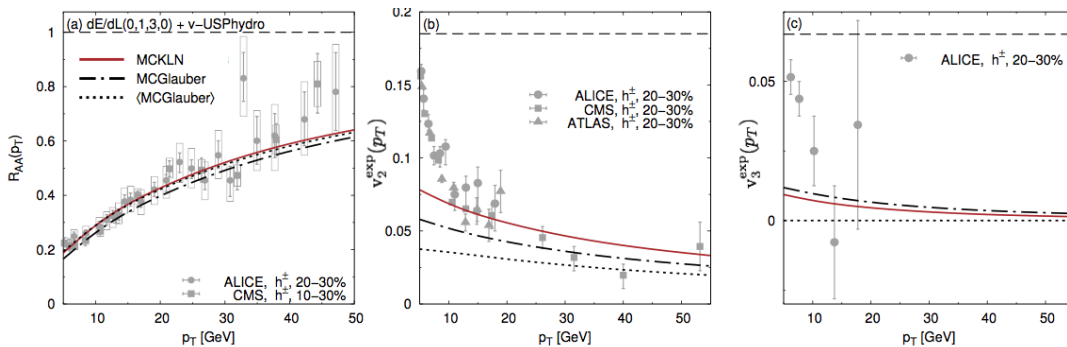 (a) dE/dL(0,1,3,0) + v-USPhydro
1
0.8
0.6
0.4
0.2
0
R_AA(p_T)
MCKLN
MCGlauber
⟨MCGlauber⟩
ALICE, h±, 20−30%
CMS, h±, 10−30%
10 20 30 40 50
p_T [GeV]
(b)
0.2
0.15
0.1
0.05
0
v_2^exp(p_T)
ALICE, h±, 20−30%
CMS, h±, 20−30%
ATLAS, h±, 20−30%
10 20 30 40 50
p_T [GeV]
(c)
0.05
0
v_3^exp(p_T)
ALICE, h±, 20−30%
10 20 30 40 50
p_T [GeV]